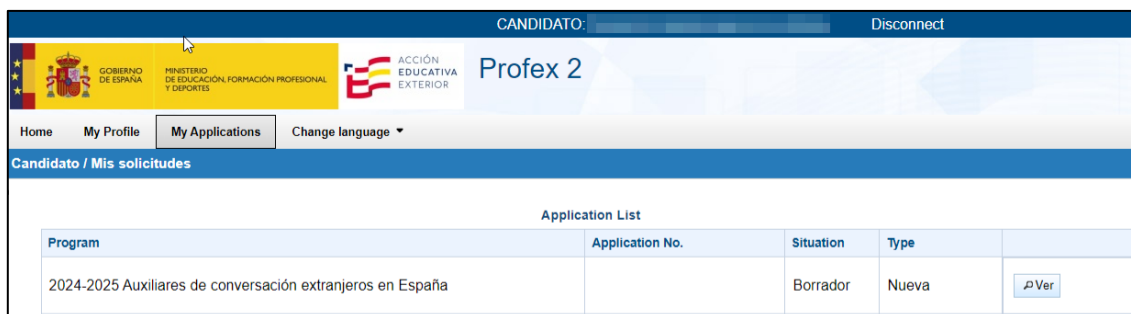 CANDIDATO: Disconnect
GOBIERNO DE ESPAÑA
MINISTERIO DE EDUCACIÓN, FORMACIÓN PROFESIONAL Y DEPORTES
ACCIÓN EDUCATIVA EXTERIOR
Profex 2
Home My Profile My Applications Change language
Candidato / Mis solicitudes
Application List
Program Application No. Situation Type
2024-2025 Auxiliares de conversación extranjeros en España Borrador Nueva Ver